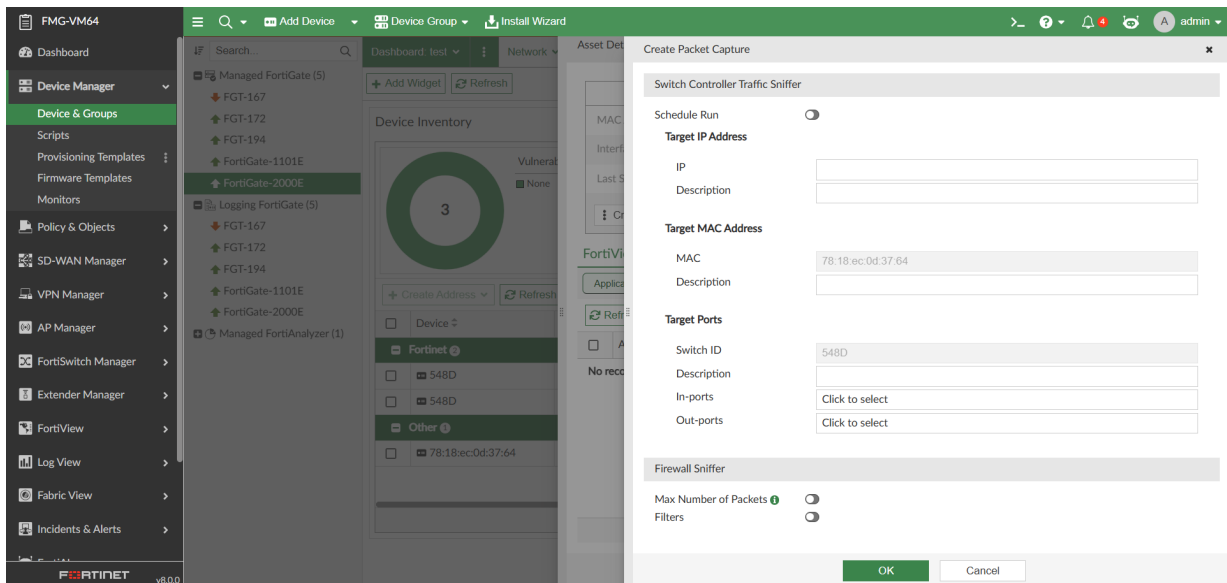 FMG-VM64
Add Device
Device Group
Install Wizard
4
A
admin
Dashboard
Device Manager
Device & Groups
Scripts
Provisioning Templates
Firmware Templates
Monitors
Policy & Objects
SD-WAN Manager
VPN Manager
AP Manager
FortiSwitch Manager
Extender Manager
FortiView
Log View
Fabric View
Incidents & Alerts
FORTINET
v8.0.0
Search...
Managed FortiGate (5)
FGT-167
FGT-172
FGT-194
FortiGate-1101E
FortiGate-2000E
Logging FortiGate (5)
FGT-167
FGT-172
FGT-194
FortiGate-1101E
FortiGate-2000E
Managed FortiAnalyzer (1)
Dashboard: test
Network
Add Widget
Refresh
Device Inventory
3
None
Create Address
Refresh
Device
Fortinet 2
548D
548D
Other 1
78:18:ec:0d:37:64
MAC
Create Packet Capture
Switch Controller Traffic Sniffer
Schedule Run
Target IP Address
IP
Description
Target MAC Address
MAC
78:18:ec:0d:37:64
Description
Target Ports
Switch ID
548D
Description
In-ports
Click to select
Out-ports
Click to select
Firewall Sniffer
Max Number of Packets
Filters
OK
Cancel